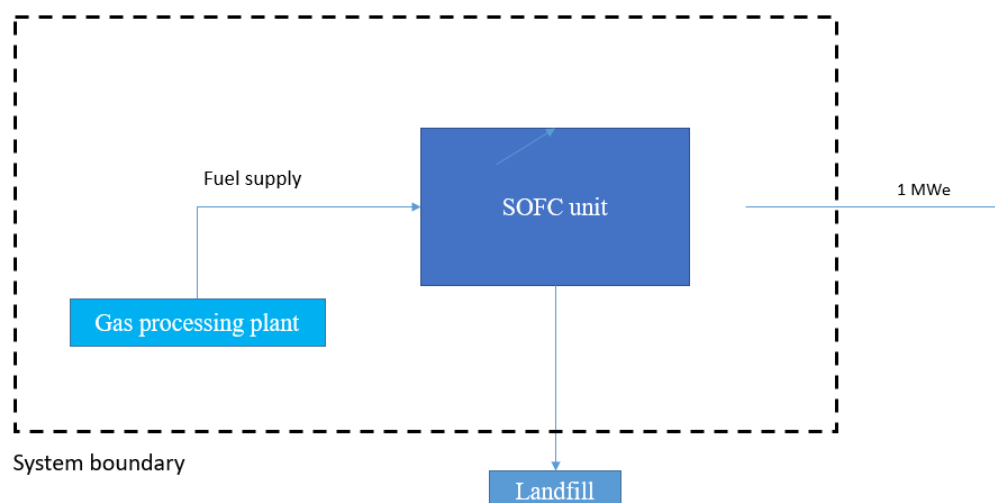 Fuel supply
SOFC unit
1 MWe
Gas processing plant
System boundary
Landfill